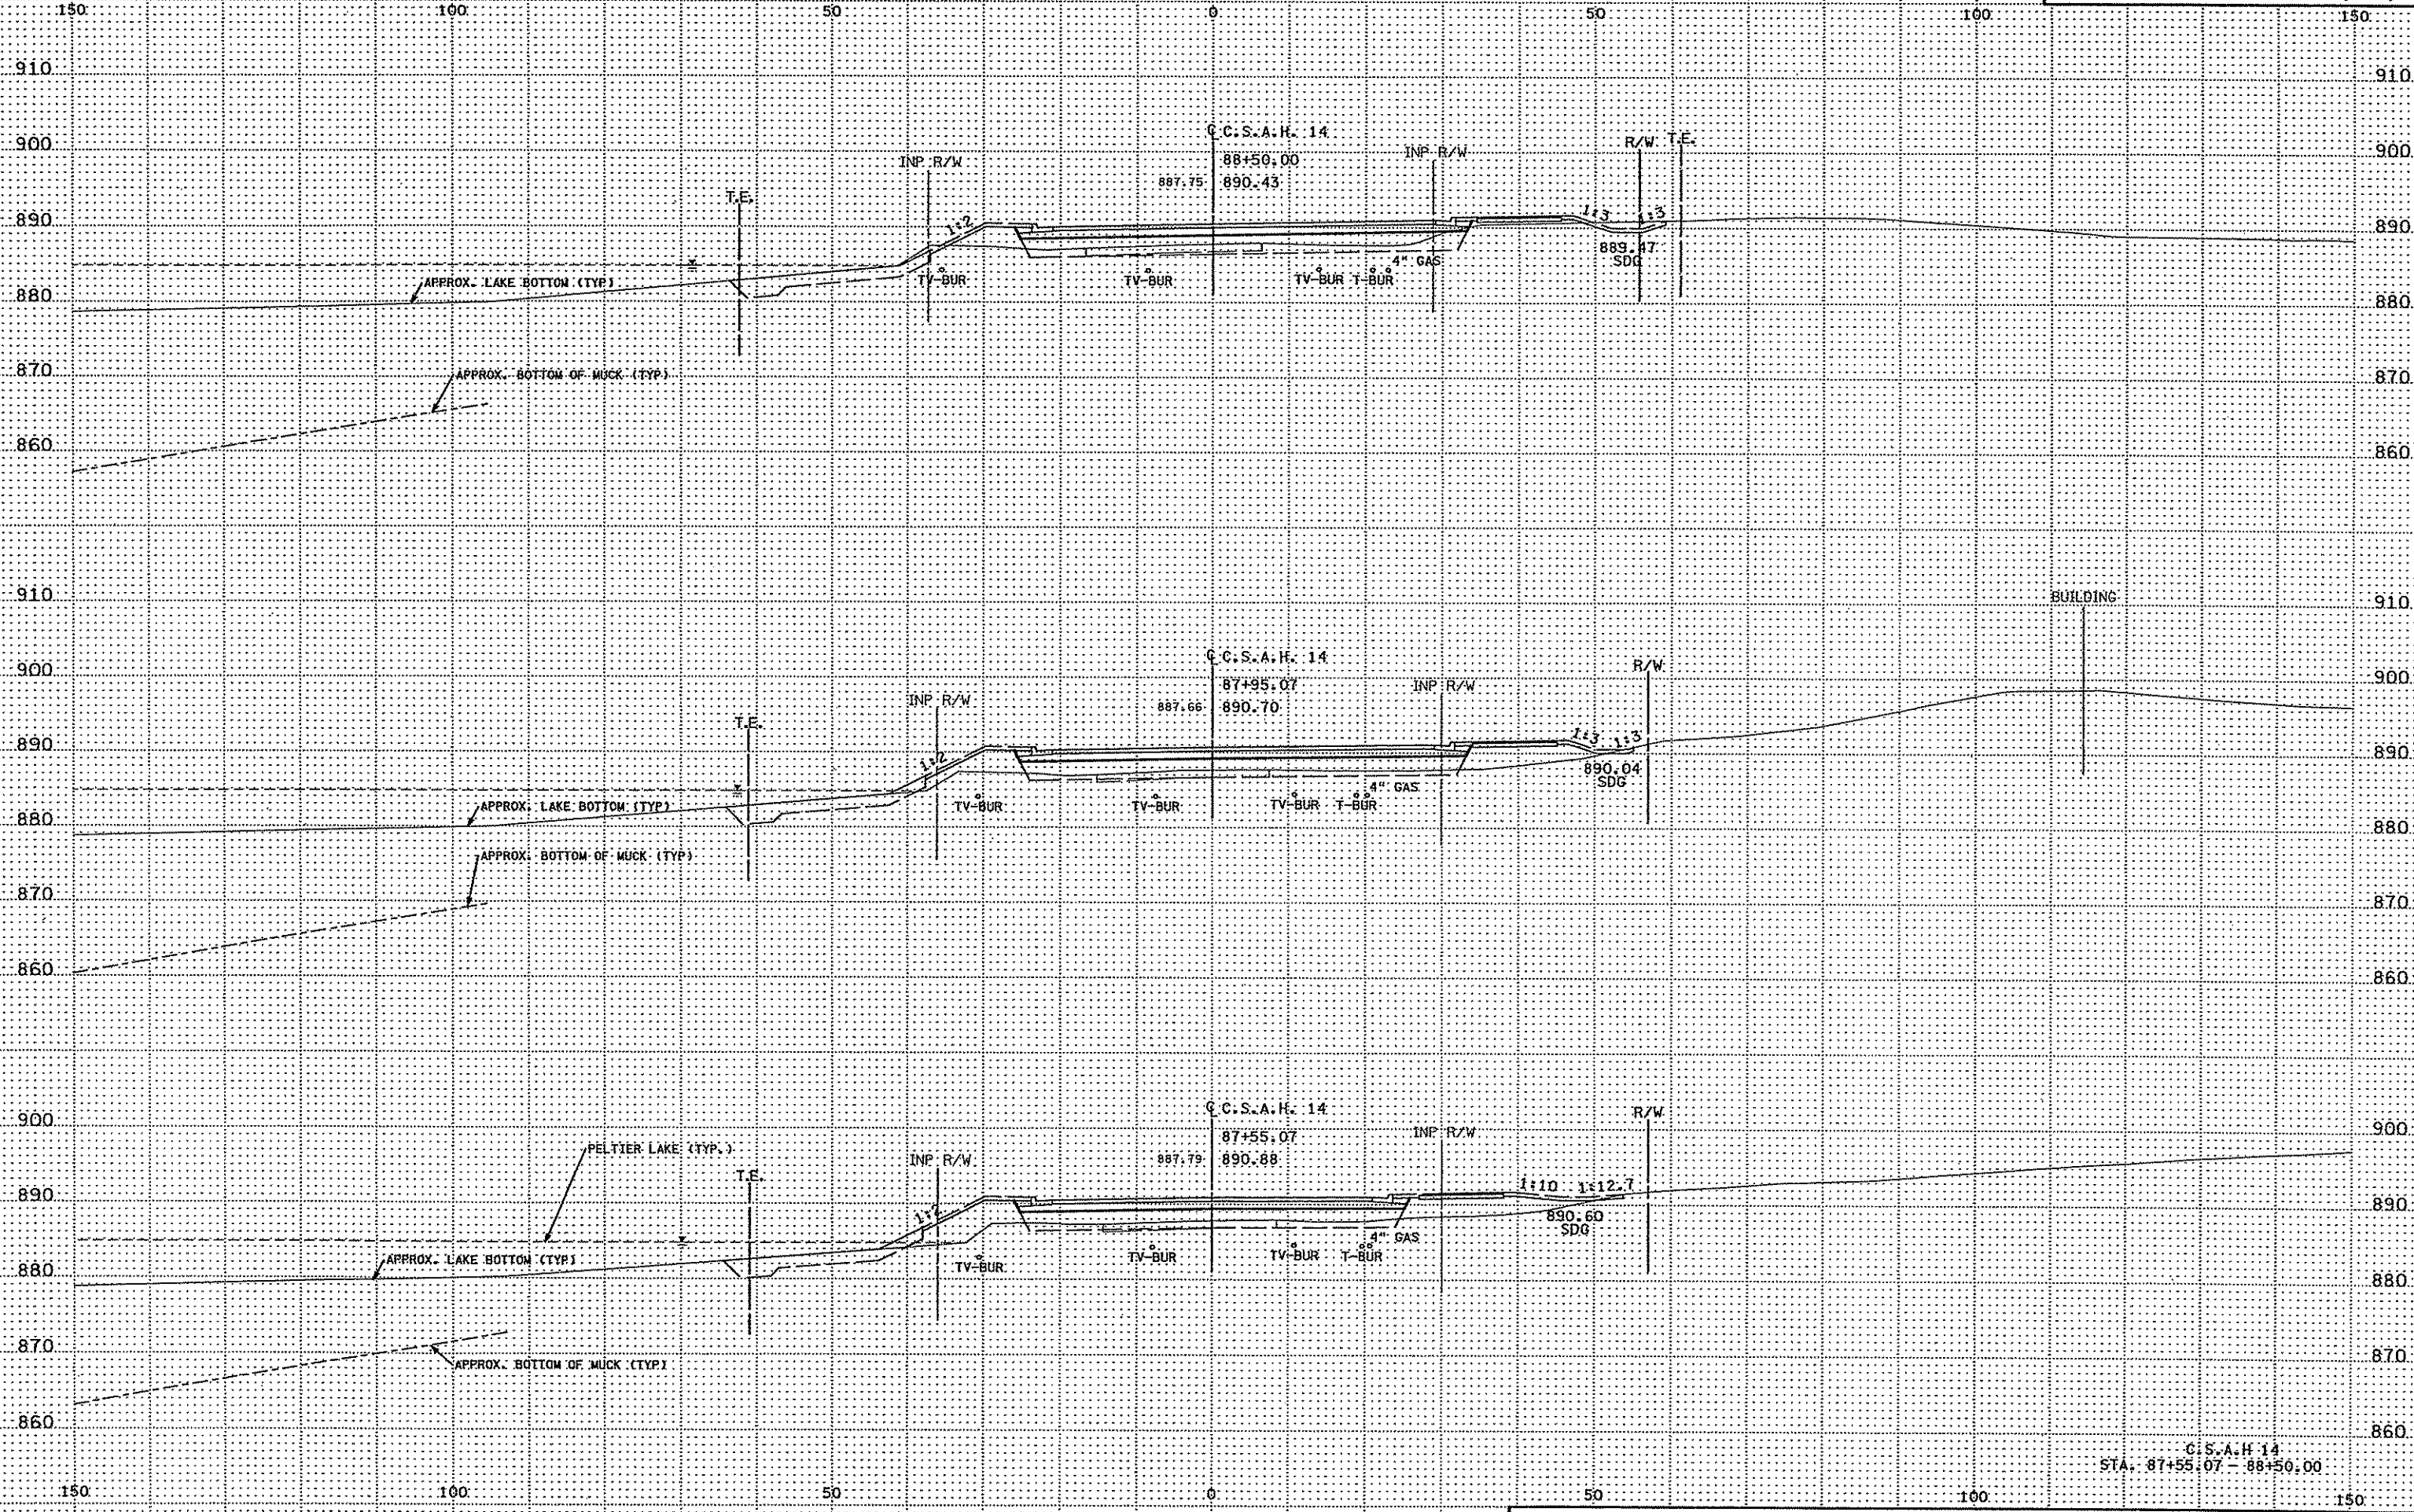 150 100 50 0 50 100 150
910 910
C.S.A.H. 14
900 INP R/W 88+50.00 INP R/W R/W T.E. 900
887.75 890.43
T.E.
890 1:2 1:3 1:3 890
889.47
SDG
4" GAS
TV-BUR TV-BUR TV-BUR T-BUR
APPROX. LAKE BOTTOM (TYP)
880 880
870 APPROX. BOTTOM OF MUCK (TYP) 870
860 860
910 BUILDING 910
C.S.A.H. 14
R/W
900 87+95.07 900
INP R/W INP R/W
887.66 890.70
T.E.
890 1:2 1:3 1:3 890
890.04
SDG
4" GAS
TV-BUR TV-BUR TV-BUR T-BUR
APPROX. LAKE BOTTOM (TYP)
880 880
APPROX. BOTTOM OF MUCK (TYP)
870 870
860 860
C.S.A.H. 14
R/W
900 900
87+55.07 INP R/W
PELTIER LAKE (TYP.)
INP R/W 887.79 890.88
T.E.
890 1:2 1:10 1:12.7 890
890.60
SDG
4" GAS
TV-BUR TV-BUR TV-BUR T-BUR
APPROX. LAKE BOTTOM (TYP)
880 880
870 870
APPROX. BOTTOM OF MUCK (TYP)
860 860
C.S.A.H 14
STA. 87+55.07 - 88+50.00
150 100 50 0 50 100 150